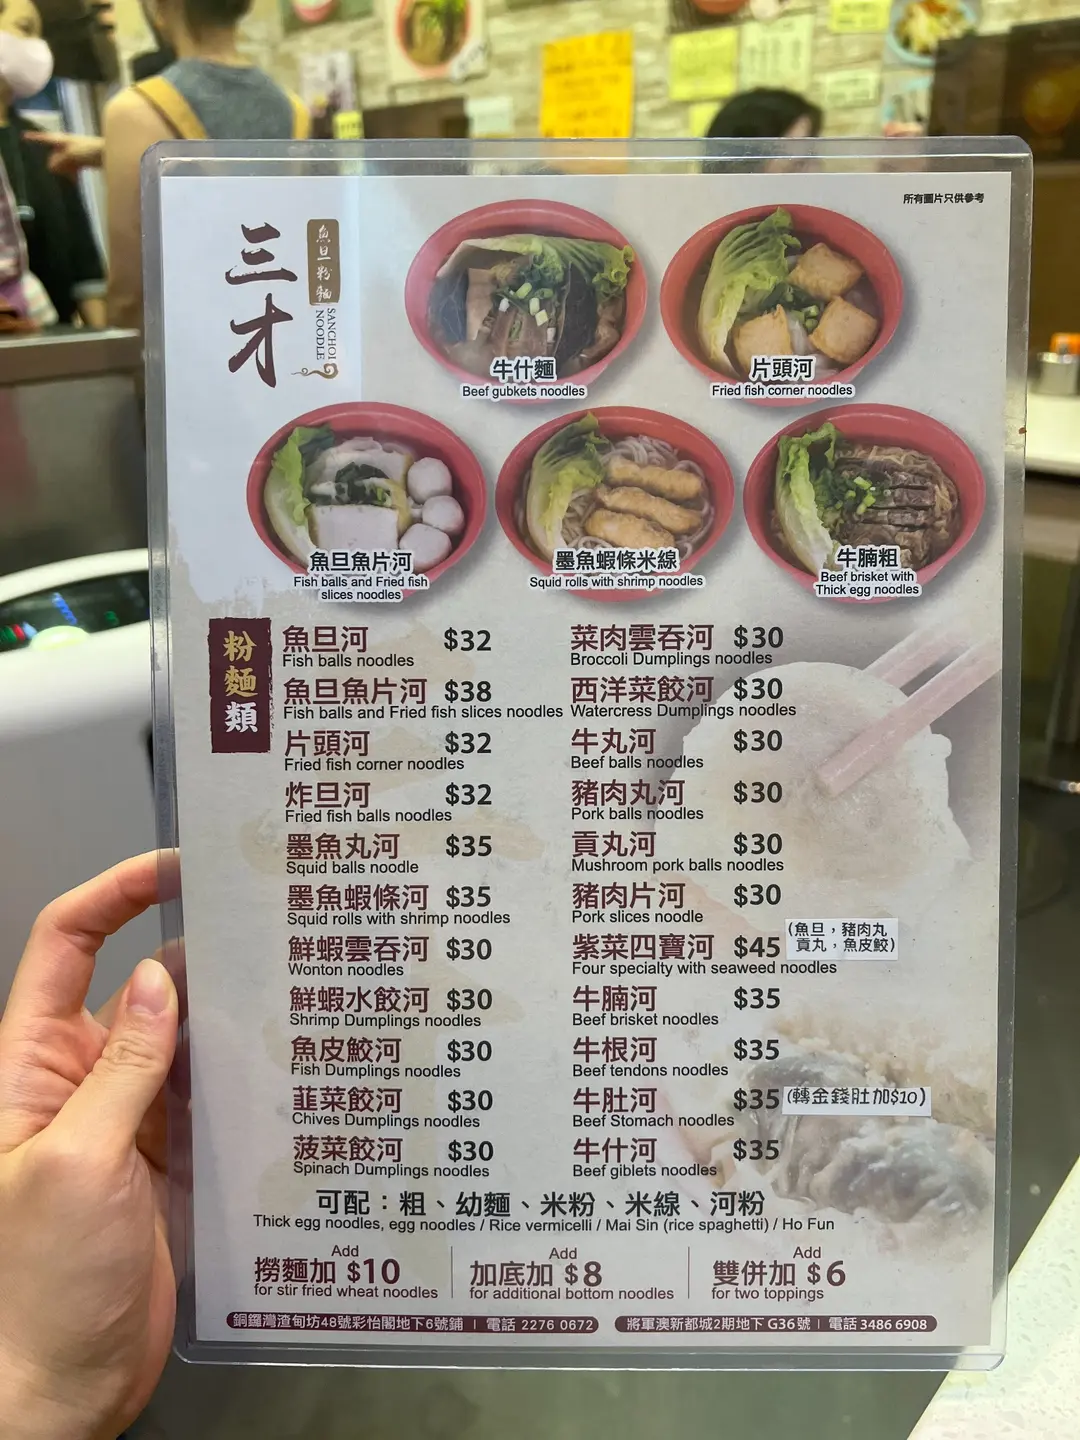 所有圖片只供參考
三才
魚旦粉麵
SANCHOI NOODLE
牛什麵
Beef gubkets noodles
片頭河
Fried fish corner noodles
魚旦魚片河
Fish balls and Fried fish
slices noodles
墨魚蝦條米線
Squid rolls with shrimp noodles
牛腩粗
Beef brisket with
Thick egg noodles
粉麵類
魚旦河 $32
Fish balls noodles
魚旦魚片河 $38
Fish balls and Fried fish slices noodles
片頭河 $32
Fried fish corner noodles
炸旦河 $32
Fried fish balls noodles
墨魚丸河 $35
Squid balls noodle
墨魚蝦條河 $35
Squid rolls with shrimp noodles
鮮蝦雲吞河 $30
Wonton noodles
鮮蝦水餃河 $30
Shrimp Dumplings noodles
魚皮鮫河 $30
Fish Dumplings noodles
韮菜餃河 $30
Chives Dumplings noodles
菠菜餃河 $30
Spinach Dumplings noodles
菜肉雲吞河 $30
Broccoli Dumplings noodles
西洋菜餃河 $30
Watercress Dumplings noodles
牛丸河 $30
Beef balls noodles
豬肉丸河 $30
Pork balls noodles
貢丸河 $30
Mushroom pork balls noodles
豬肉片河 $30
Pork slices noodle
紫菜四寶河 $45
(魚旦，豬肉丸
貢丸，魚皮鮫)
Four specialty with seaweed noodles
牛腩河 $35
Beef brisket noodles
牛根河 $35
Beef tendons noodles
牛肚河 $35 (轉金錢肚加$10)
Beef Stomach noodles
牛什河 $35
Beef giblets noodles
可配：粗、幼麵、米粉、米線、河粉
Thick egg noodles, egg noodles / Rice vermicelli / Mai Sin (rice spaghetti) / Ho Fun
Add
撈麵加 $10
for stir fried wheat noodles
Add
加底加 $8
for additional bottom noodles
Add
雙併加 $6
for two toppings
銅鑼灣渣甸坊48號彩怡閣地下6號鋪 | 電話 2276 0672
將軍澳新都城2期地下G36號 | 電話 3486 6908